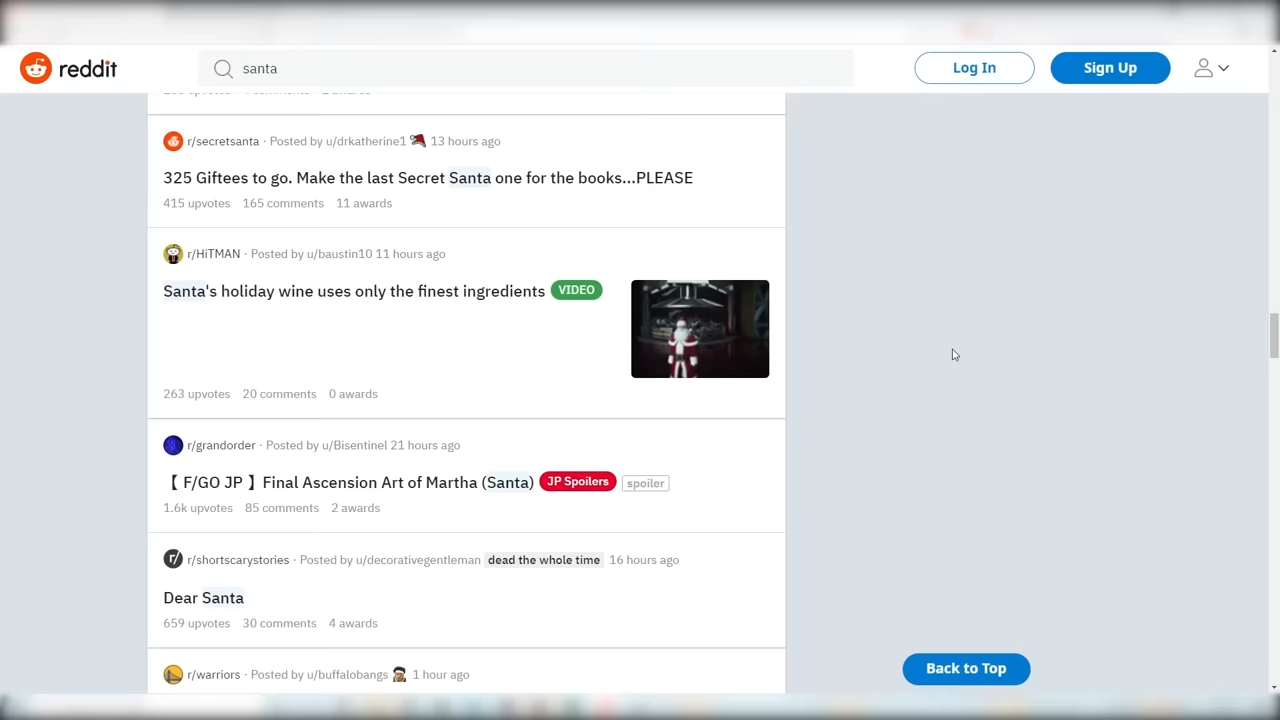 reddit
santa
Log In
Sign Up
r/secretsanta · Posted by u/drkatherine1 13 hours ago
325 Giftees to go. Make the last Secret Santa one for the books...PLEASE
415 upvotes 165 comments 11 awards
r/HiTMAN · Posted by u/baustin10 11 hours ago
Santa's holiday wine uses only the finest ingredients VIDEO
263 upvotes 20 comments 0 awards
r/grandorder · Posted by u/Bisentinel 21 hours ago
【 F/GO JP 】Final Ascension Art of Martha (Santa) JP Spoilers spoiler
1.6k upvotes 85 comments 2 awards
r/shortscarystories · Posted by u/decorativegentleman dead the whole time 16 hours ago
Dear Santa
659 upvotes 30 comments 4 awards
r/warriors · Posted by u/buffalobangs 1 hour ago
Back to Top